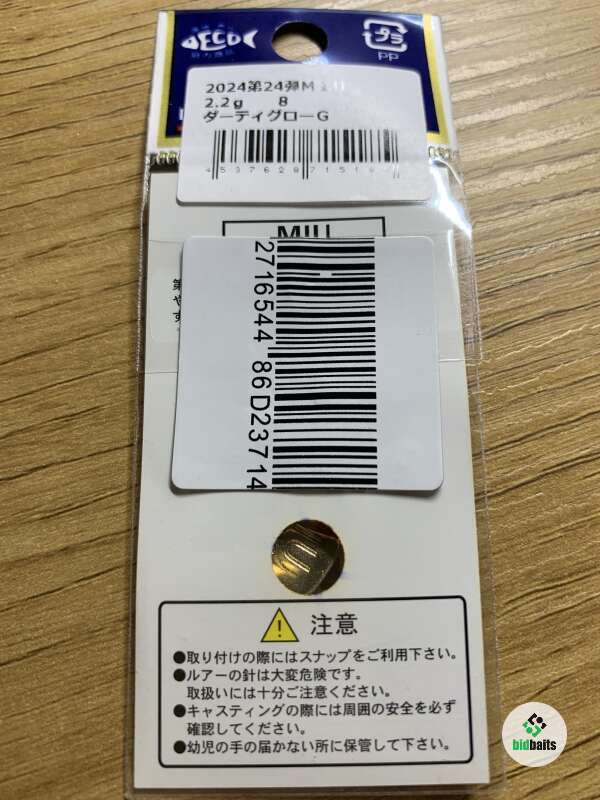 プラ
PP
2024第24弾M
2.2g 8
ダーティグローG
MIU
2716544 86D23714
注意
●取り付けの際にはスナップをご利用下さい。
●ルアーの針は大変危険です。
取扱いには十分ご注意ください。
●キャスティングの際には周囲の安全を必ず
確認してください。
●幼児の手の届かない所に保管して下さい。
bidbaits